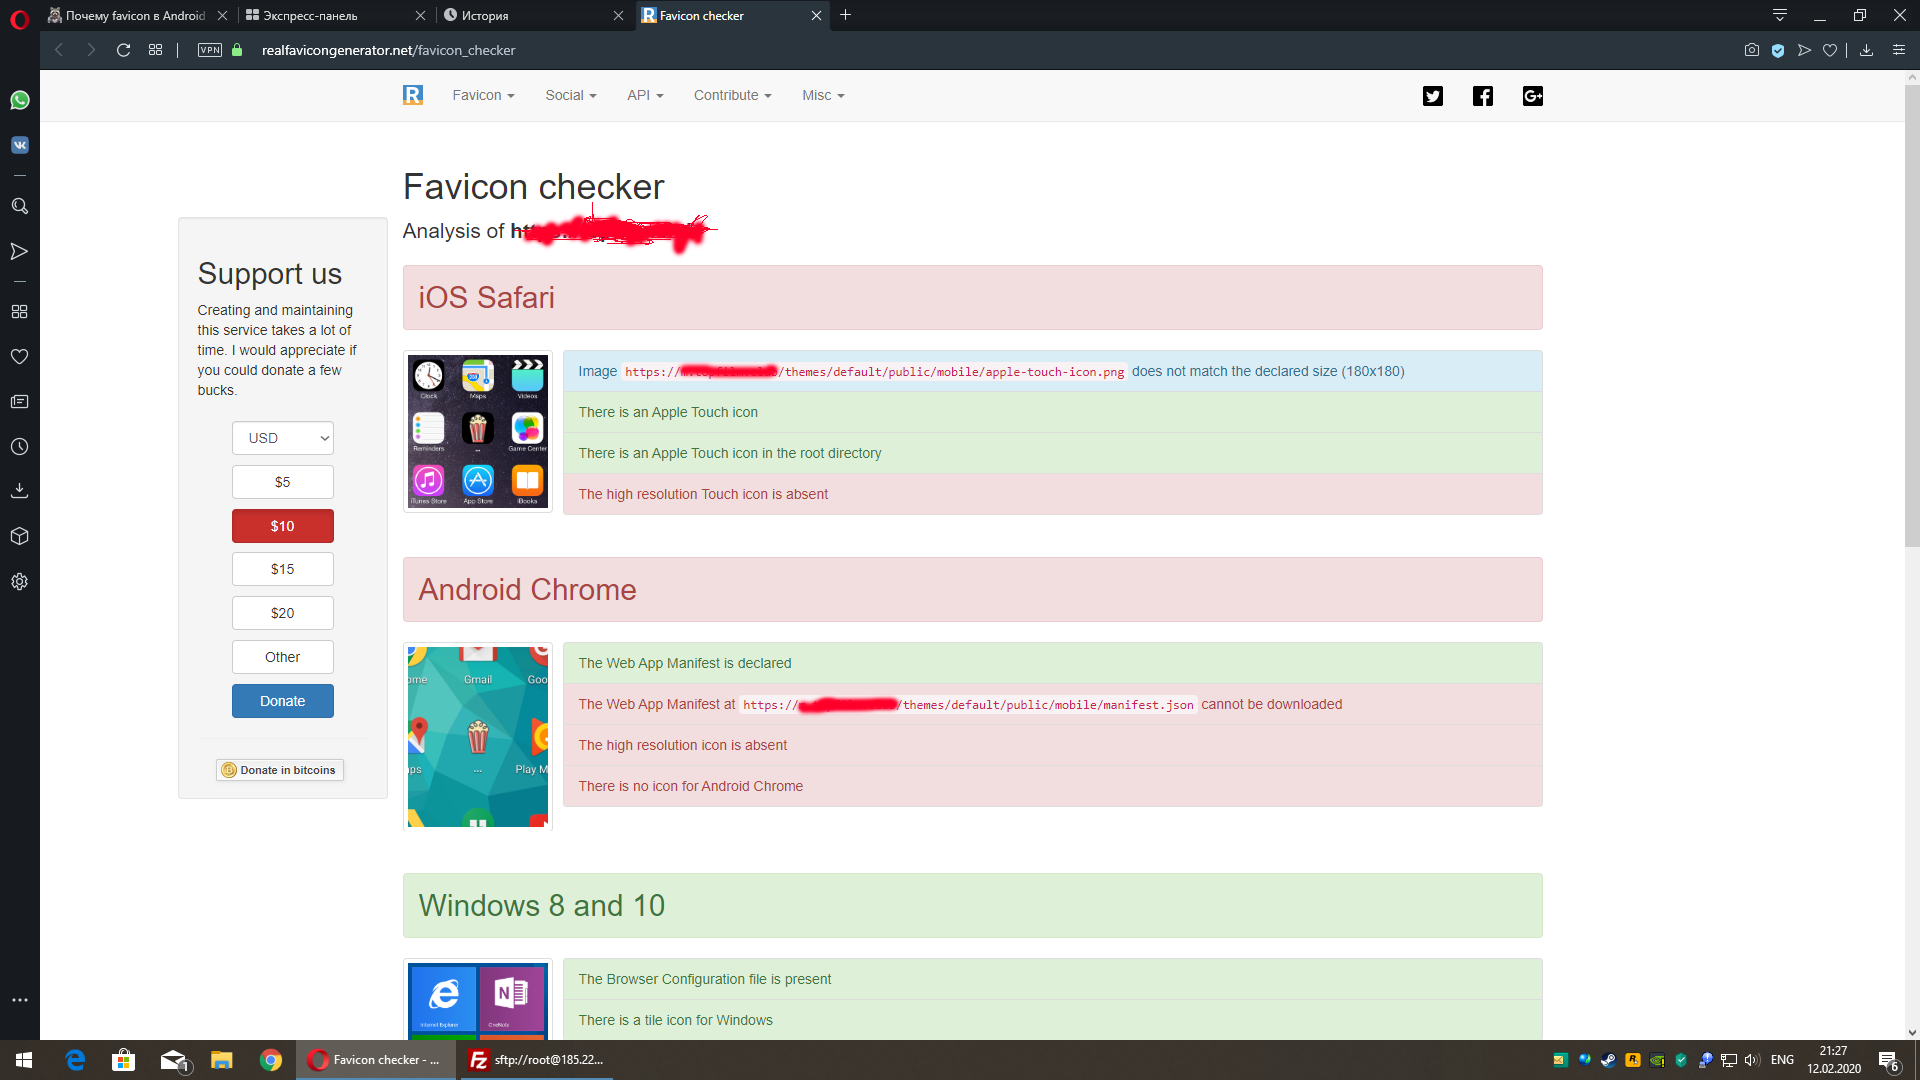 Почему favicon в Android
Экспресс-панель
История
Favicon checker
VPN
realfavicongenerator.net/favicon_checker
Favicon
Social
API
Contribute
Misc
Favicon checker
Analysis of
Support us
Creating and maintaining
this service takes a lot of
time. I would appreciate if
you could donate a few
bucks.
USD
$5
$10
$15
$20
Other
Donate
Donate in bitcoins
iOS Safari
Clock
Maps
Videos
Reminders
...
Game Center
iTunes Store
App Store
iBooks
Image https:// /themes/default/public/mobile/apple-touch-icon.png does not match the declared size (180x180)
There is an Apple Touch icon
There is an Apple Touch icon in the root directory
The high resolution Touch icon is absent
Android Chrome
ome
Gmail
Goo
aps
...
Play M
The Web App Manifest is declared
The Web App Manifest at https:// /themes/default/public/mobile/manifest.json cannot be downloaded
The high resolution icon is absent
There is no icon for Android Chrome
Windows 8 and 10
Internet Explorer
OneNote
The Browser Configuration file is present
There is a tile icon for Windows
1
Favicon checker - ...
sftp://root@185.22...
ENG
21:27
12.02.2020
6